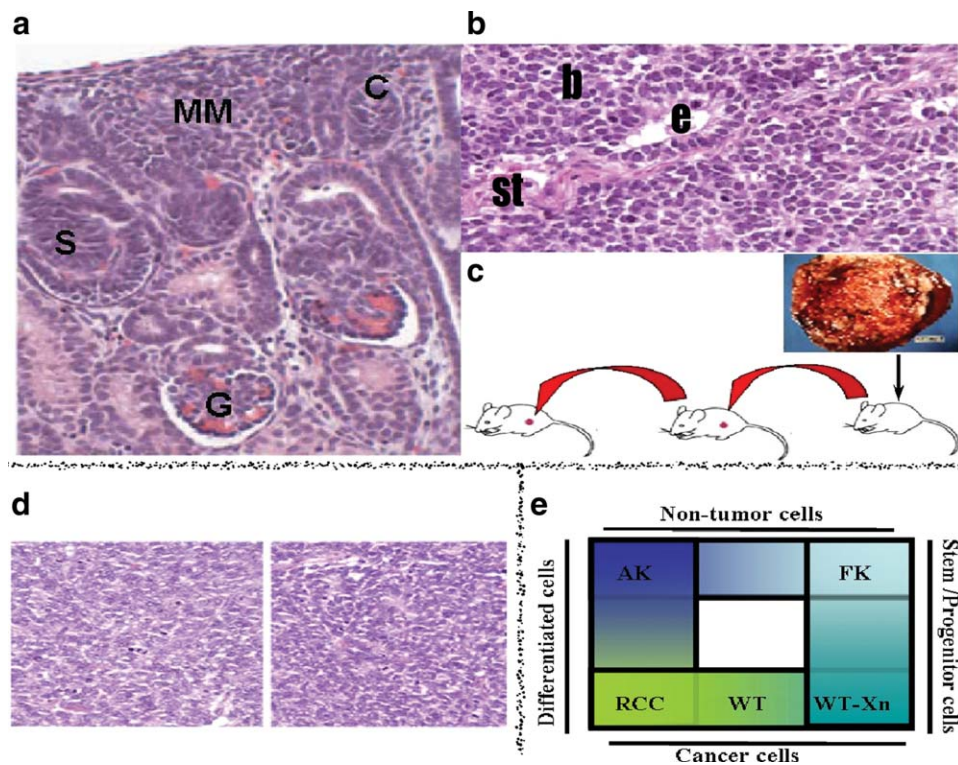 a
MM
C
S
G
b
b
e
st
c
d
e
Non-tumor cells
Differentiated cells
AK
FK
RCC
WT
WT-Xn
Stem /Progenitor cells
Cancer cells